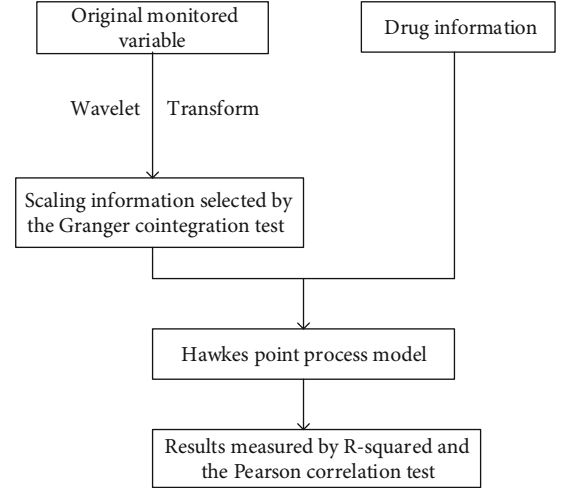 Original monitored
variable
Drug information
Wavelet Transform
Scaling information selected by
the Granger cointegration test
Hawkes point process model
Results measured by R-squared and
the Pearson correlation test